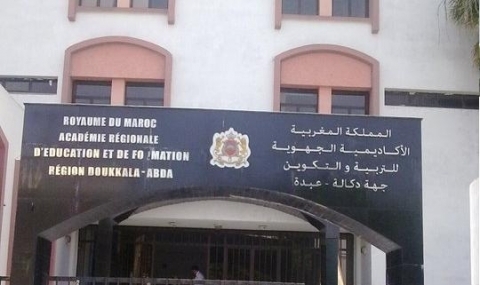 ROYAUME DU MAROC
ACADÉMIE RÉGIONALE
D'EDUCATION ET DE FO MATION
RÉGION DOUKKALA - ABDA
المملكة المغربية
الأكاديمية الجهوية
للتربية و التكوين
جهة دكالة - عبدة